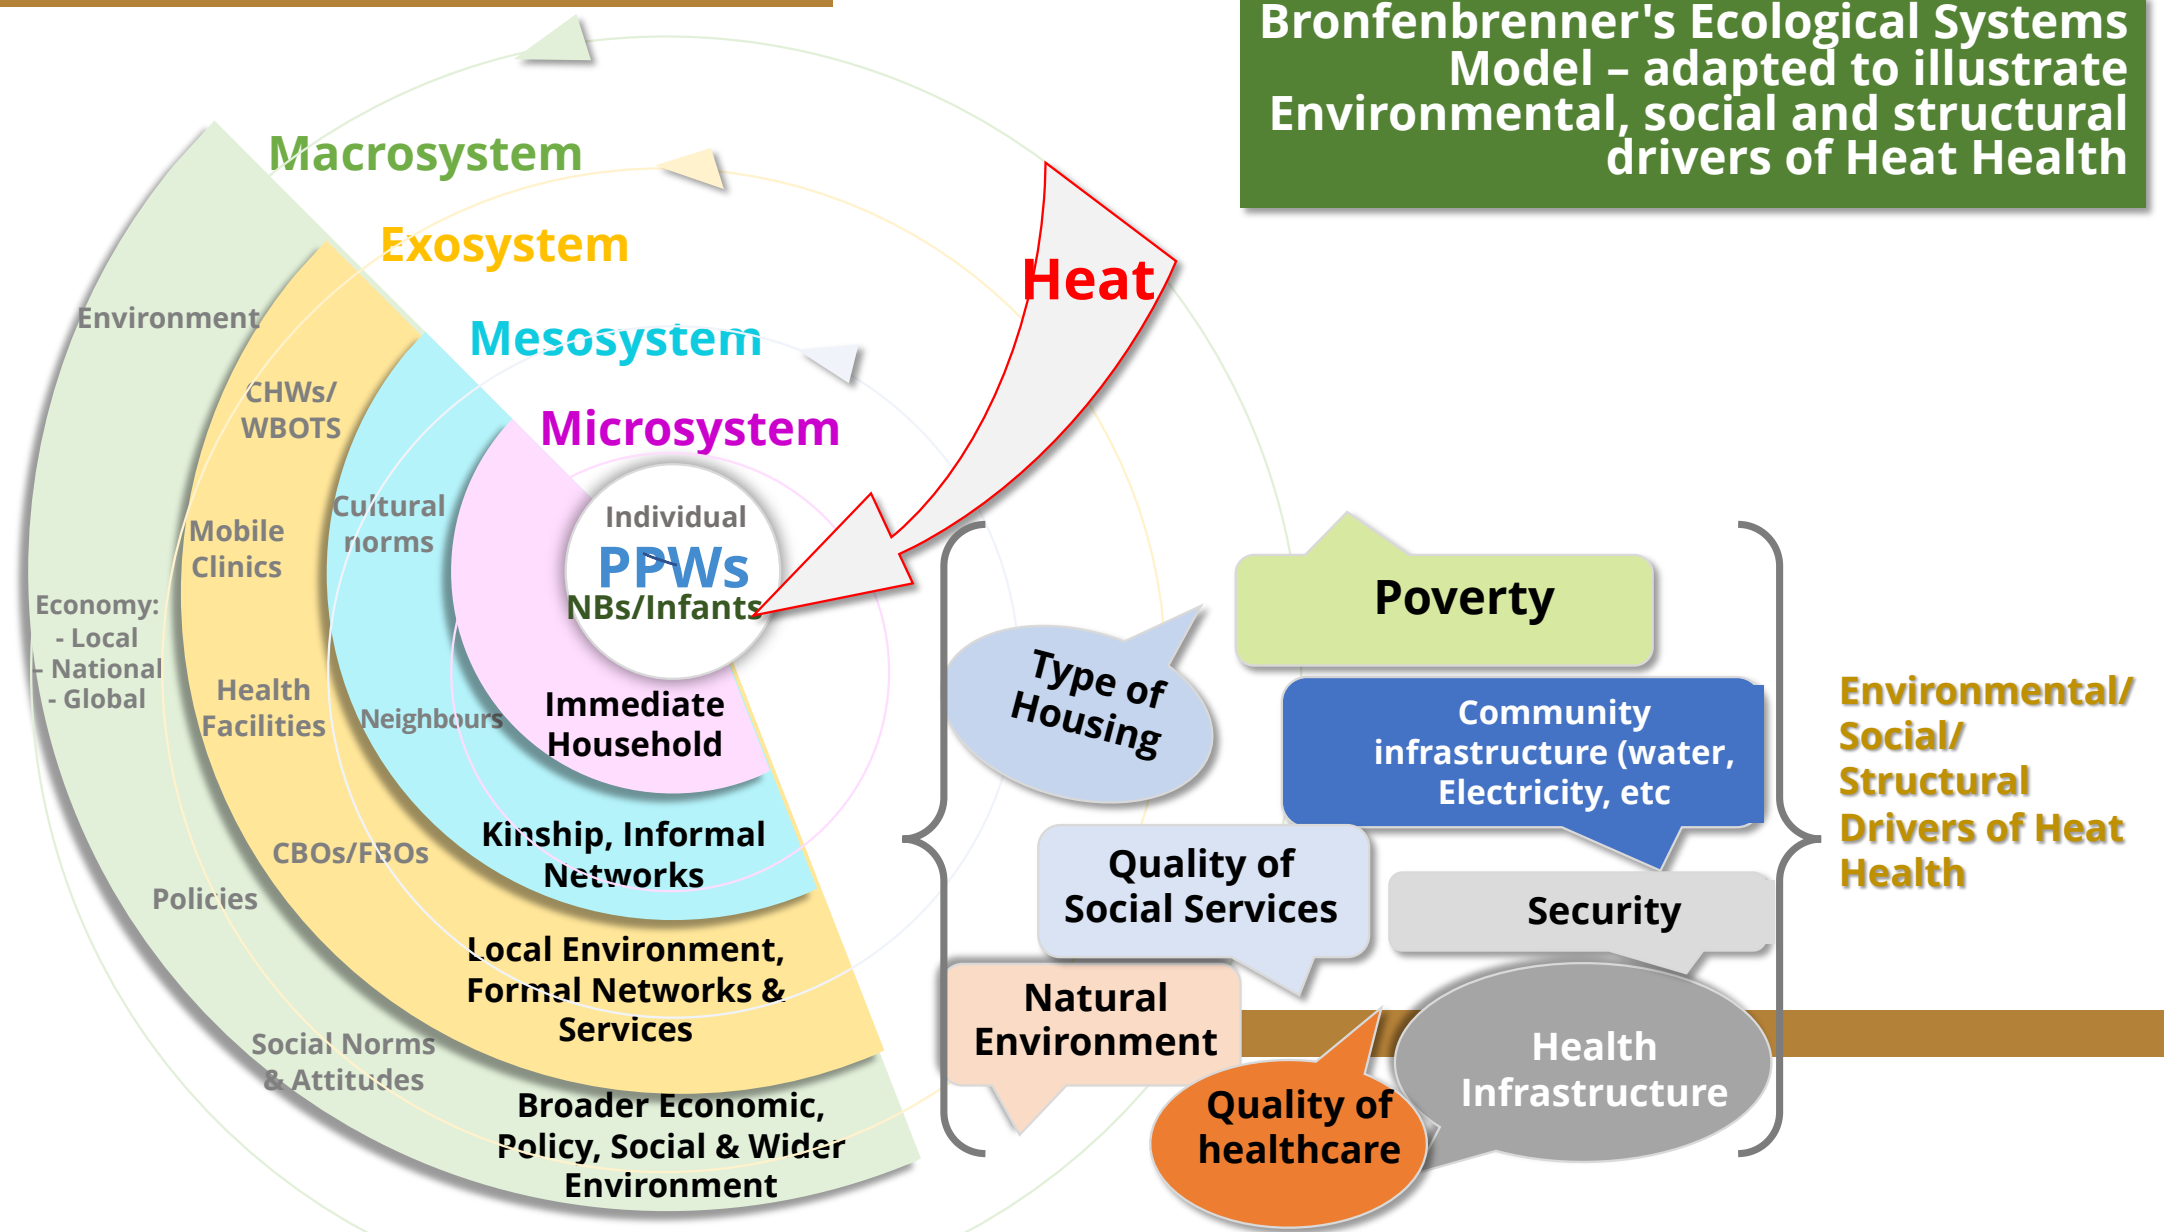 Bronfenbrenner's Ecological Systems
Model – adapted to illustrate
Environmental, social and structural
drivers of Heat Health
Macrosystem
Exosystem
Mesosystem
Microsystem
Heat
Individual
PPWs
NBs/Infants
Environment
CHWs/
WBOTS
Cultural
norms
Mobile
Clinics
Economy:
- Local
- National
- Global
Health
Facilities
Neighbours
CBOs/FBOs
Policies
Social Norms
& Attitudes
Immediate
Household
Kinship, Informal
Networks
Local Environment,
Formal Networks &
Services
Broader Economic,
Policy, Social & Wider
Environment
Poverty
Type of
Housing
Community
infrastructure (water,
Electricity, etc
Quality of
Social Services
Security
Natural
Environment
Quality of
healthcare
Health
Infrastructure
Environmental/
Social/
Structural
Drivers of Heat
Health